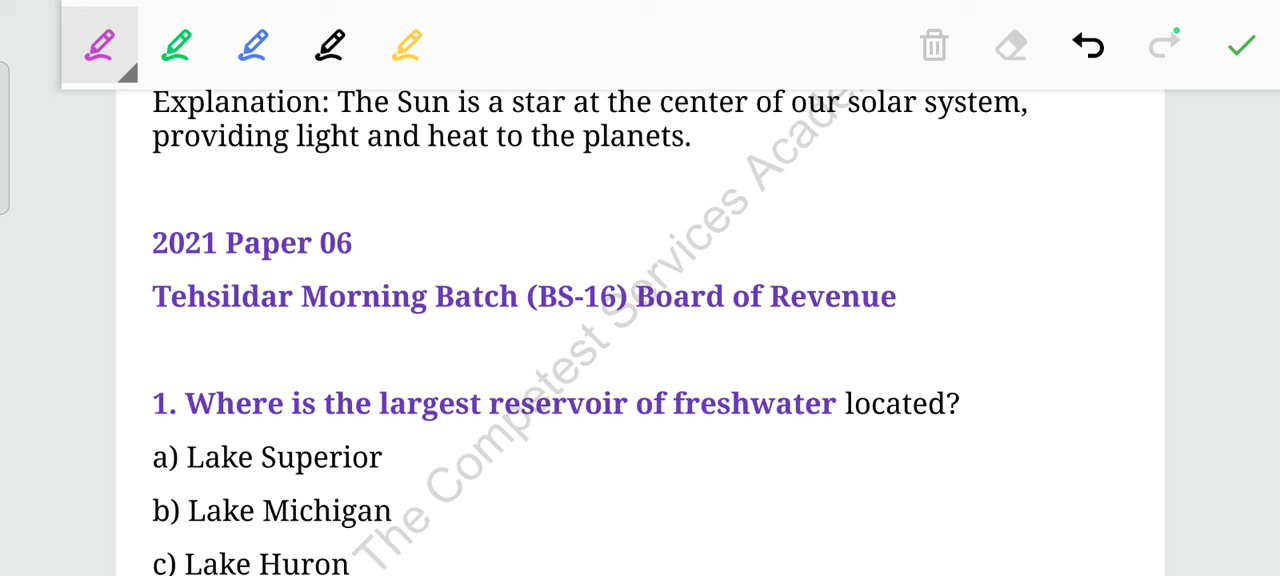 Explanation: The Sun is a star at the center of our solar system,
providing light and heat to the planets.
2021 Paper 06
Tehsildar Morning Batch (BS-16) Board of Revenue
1. Where is the largest reservoir of freshwater located?
a) Lake Superior
b) Lake Michigan
c) Lake Huron
The Competest Services Acade